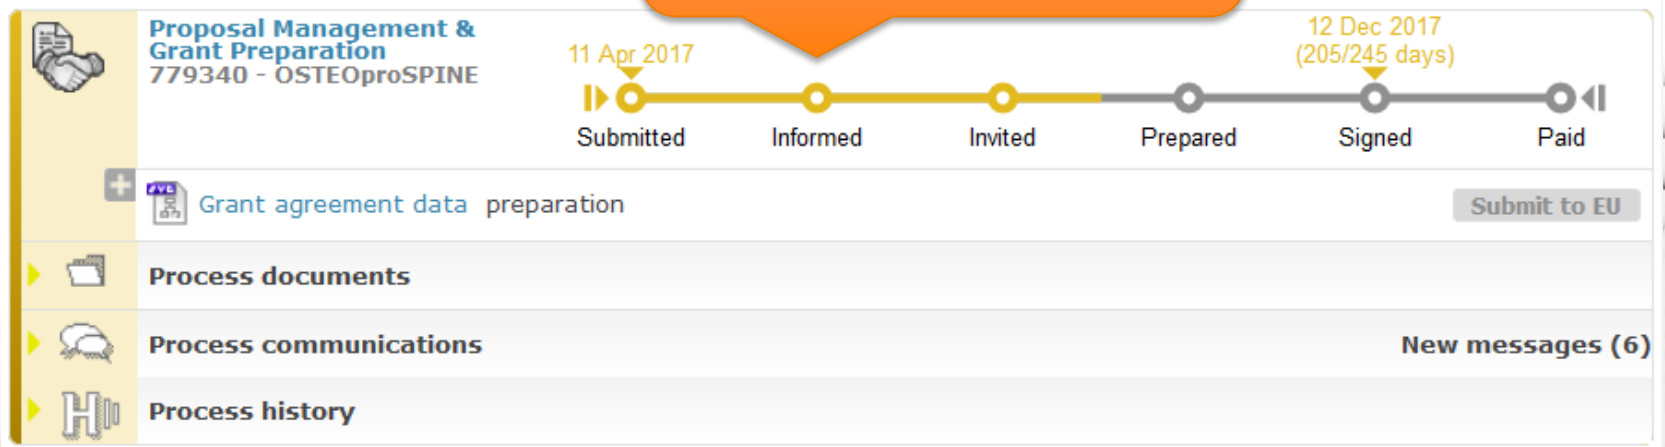 Proposal Management &
Grant Preparation
779340 - OSTEOproSPINE
11 Apr 2017
12 Dec 2017
(205/245 days)
Submitted Informed Invited Prepared Signed Paid
Grant agreement data preparation
Submit to EU
Process documents
Process communications
New messages (6)
Process history